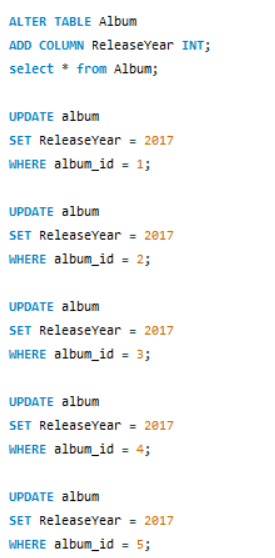 ALTER TABLE Album
ADD COLUMN ReleaseYear INT;
select * from Album;
UPDATE album
SET ReleaseYear = 2017
WHERE album_id = 1;
UPDATE album
SET ReleaseYear = 2017
WHERE album_id = 2;
UPDATE album
SET ReleaseYear = 2017
WHERE album_id = 3;
UPDATE album
SET ReleaseYear = 2017
WHERE album_id = 4;
UPDATE album
SET ReleaseYear = 2017
WHERE album_id = 5;